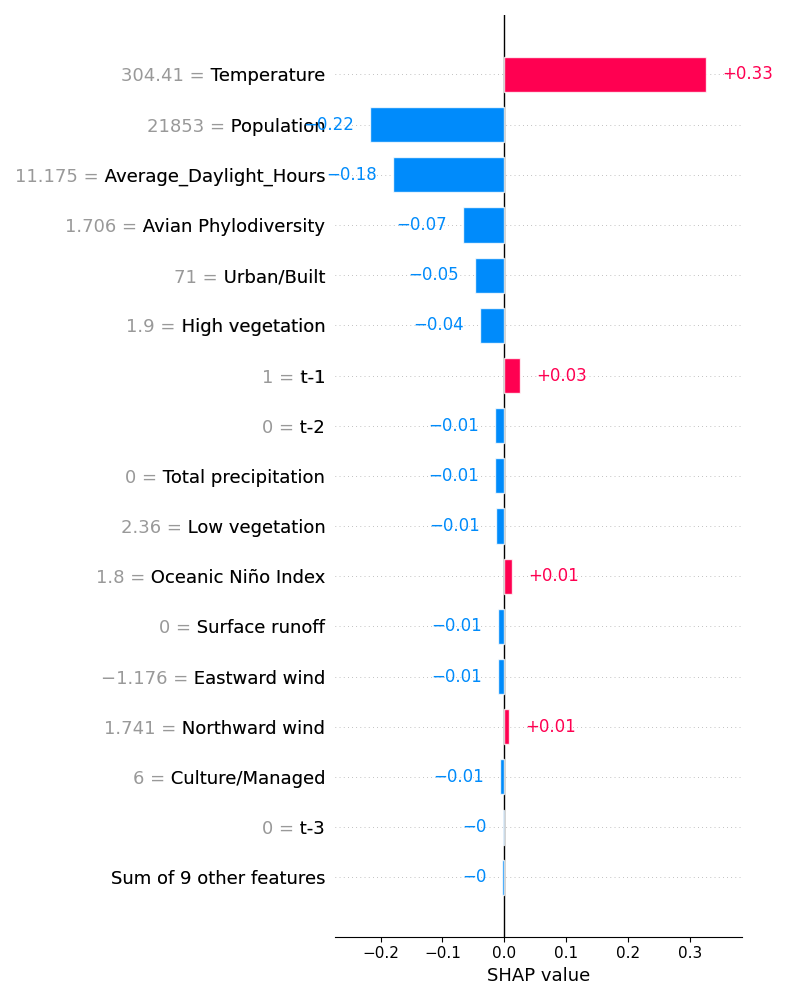 304.41 = Temperature +0.33
21853 = Population −0.22
11.175 = Average_Daylight_Hours −0.18
1.706 = Avian Phylodiversity −0.07
71 = Urban/Built −0.05
1.9 = High vegetation −0.04
1 = t-1 +0.03
0 = t-2 −0.01
0 = Total precipitation −0.01
2.36 = Low vegetation −0.01
1.8 = Oceanic Niño Index +0.01
0 = Surface runoff −0.01
−1.176 = Eastward wind −0.01
1.741 = Northward wind +0.01
6 = Culture/Managed −0.01
0 = t-3 −0
Sum of 9 other features −0
−0.2 −0.1 0.0 0.1 0.2 0.3
SHAP value